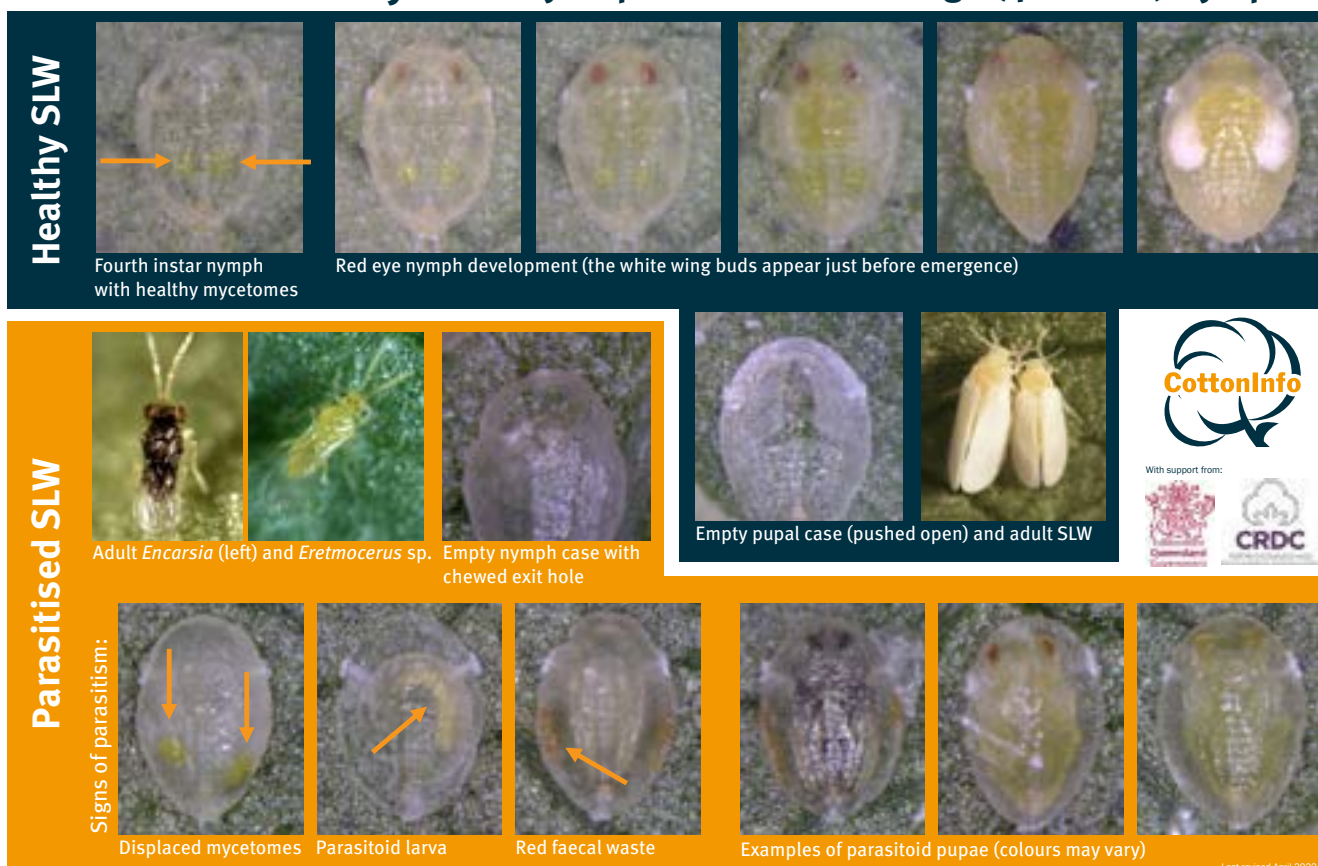 Healthy SLW
Fourth instar nymph
with healthy mycetomes
Red eye nymph development (the white wing buds appear just before emergence)
Parasitised SLW
Adult Encarsia (left) and Eretmocerus sp.
Empty nymph case with
chewed exit hole
Empty pupal case (pushed open) and adult SLW
CottonInfo
With support from:
Queensland
Government
CRDC
Signs of parasitism:
Displaced mycetomes
Parasitoid larva
Red faecal waste
Examples of parasitoid pupae (colours may vary)